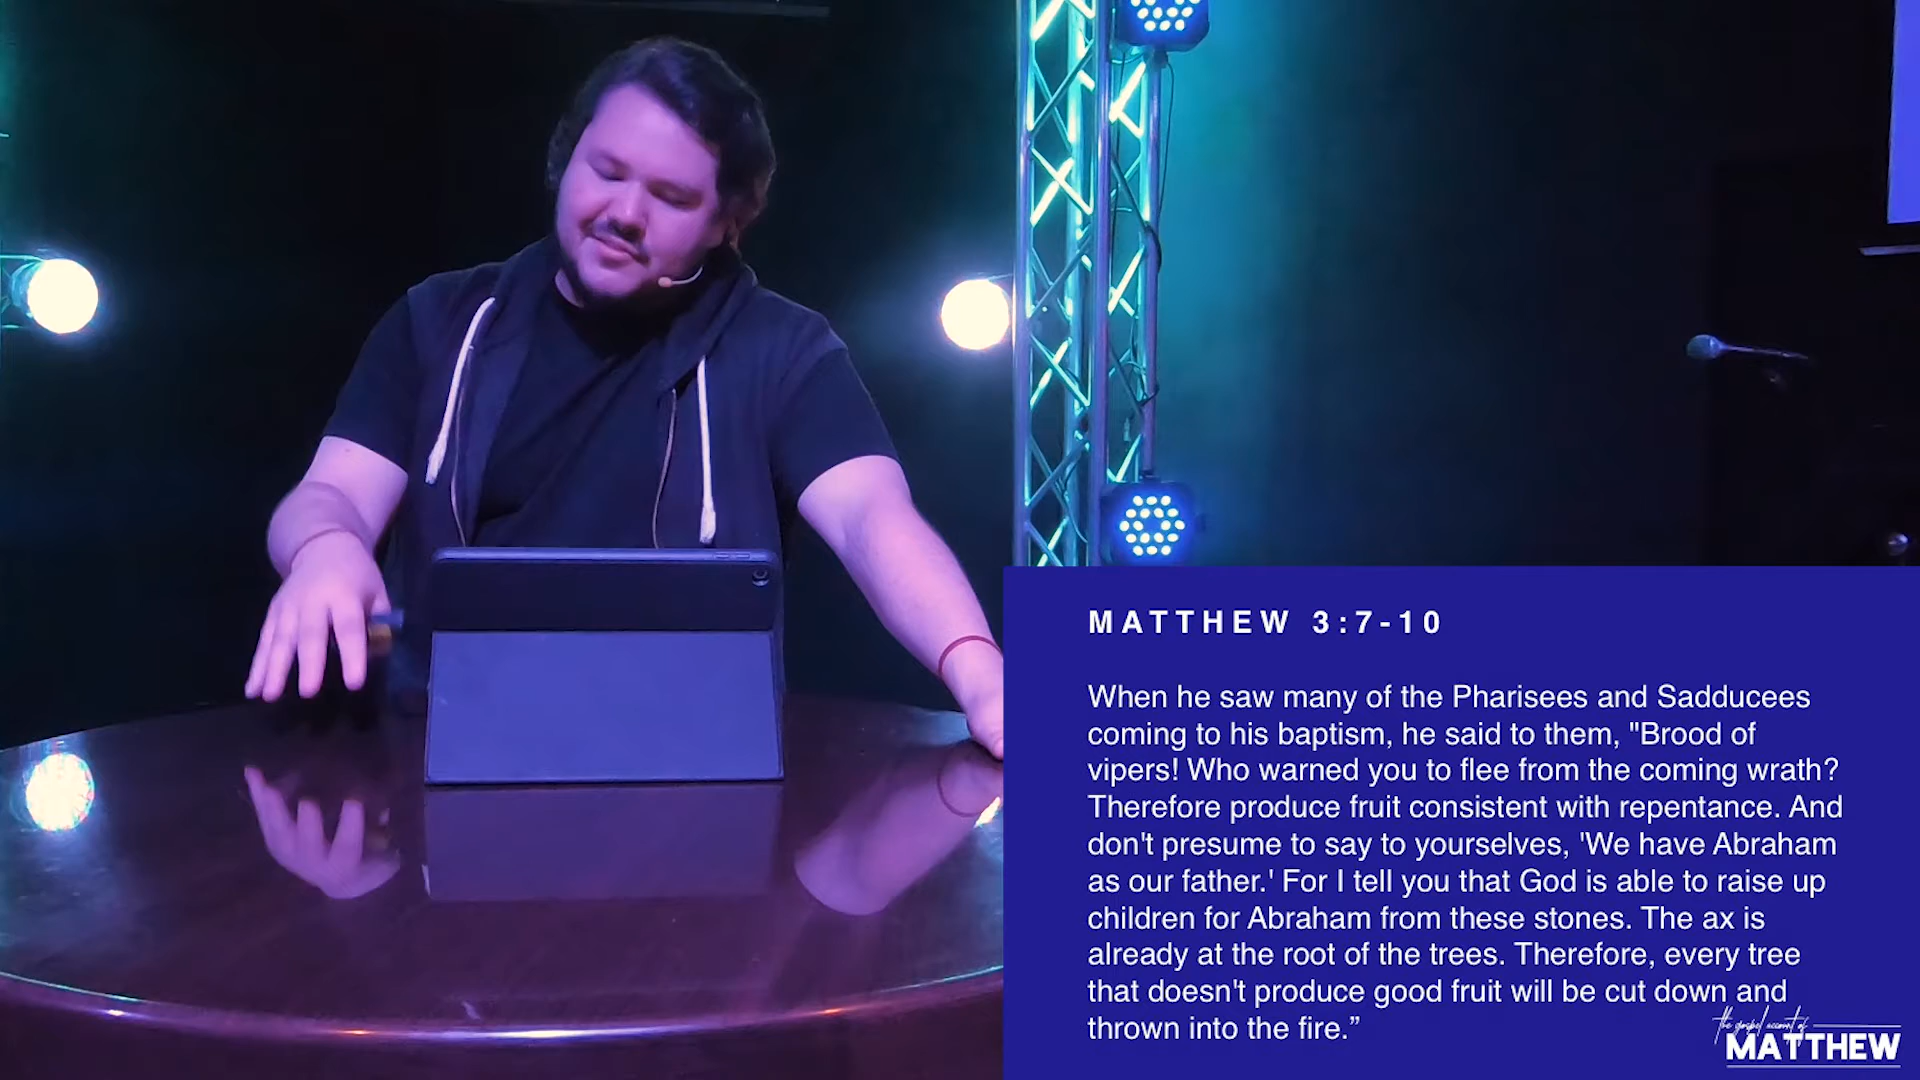 MATTHEW 3:7-10
When he saw many of the Pharisees and Sadducees
coming to his baptism, he said to them, "Brood of
vipers! Who warned you to flee from the coming wrath?
Therefore produce fruit consistent with repentance. And
don't presume to say to yourselves, 'We have Abraham
as our father.' For I tell you that God is able to raise up
children for Abraham from these stones. The ax is
already at the root of the trees. Therefore, every tree
that doesn't produce good fruit will be cut down and
thrown into the fire.”
the gospel account of
MATTHEW